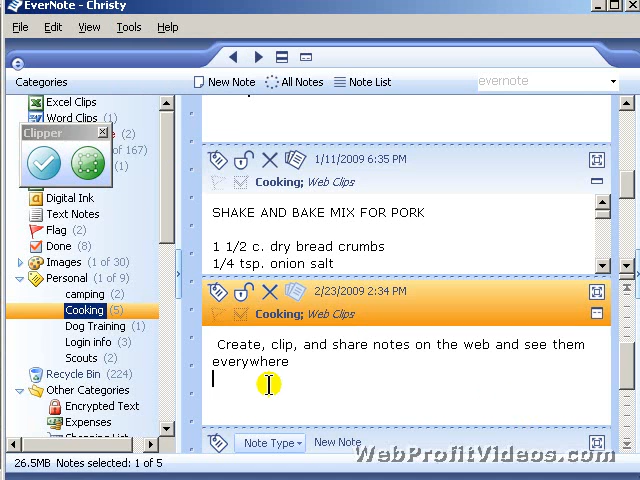 EverNote - Christy
File Edit View Tools Help
Categories
New Note All Notes Note List
evernote
Excel Clips
Word Clips (1)
Clipper
(2)
of 167)
(1)
Digital Ink
Text Notes
Flag (2)
Done (8)
Images (1 of 30)
Personal (1 of 9)
camping (2)
Cooking (5)
Dog Training (1)
Login info (3)
Scouts (2)
Recycle Bin (224)
Other Categories
Encrypted Text
Expenses
Shopping List
1/11/2009 6:35 PM
Cooking; Web Clips
SHAKE AND BAKE MIX FOR PORK
1 1/2 c. dry bread crumbs
1/4 tsp. onion salt
2/23/2009 2:34 PM
Cooking; Web Clips
Create, clip, and share notes on the web and see them
everywhere
Note Type New Note
26.5MB Notes selected: 1 of 5
WebProfitVideos.com